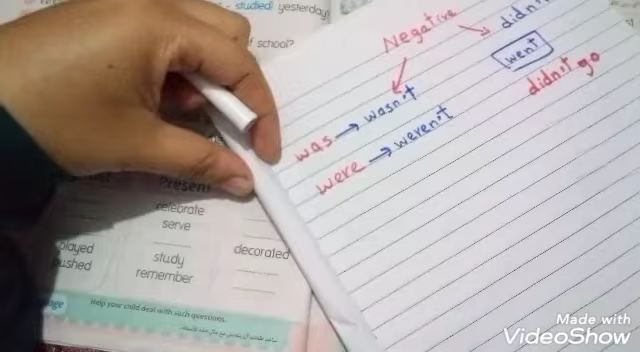 studied yesterday
f school?
Negative
didn't
went
didn't go
was → wasn't
were → weren't
Present
celebrate
serve
played
study
decorated
pushed
remember
Help your child deal with such questions.
Made with
VideoShow